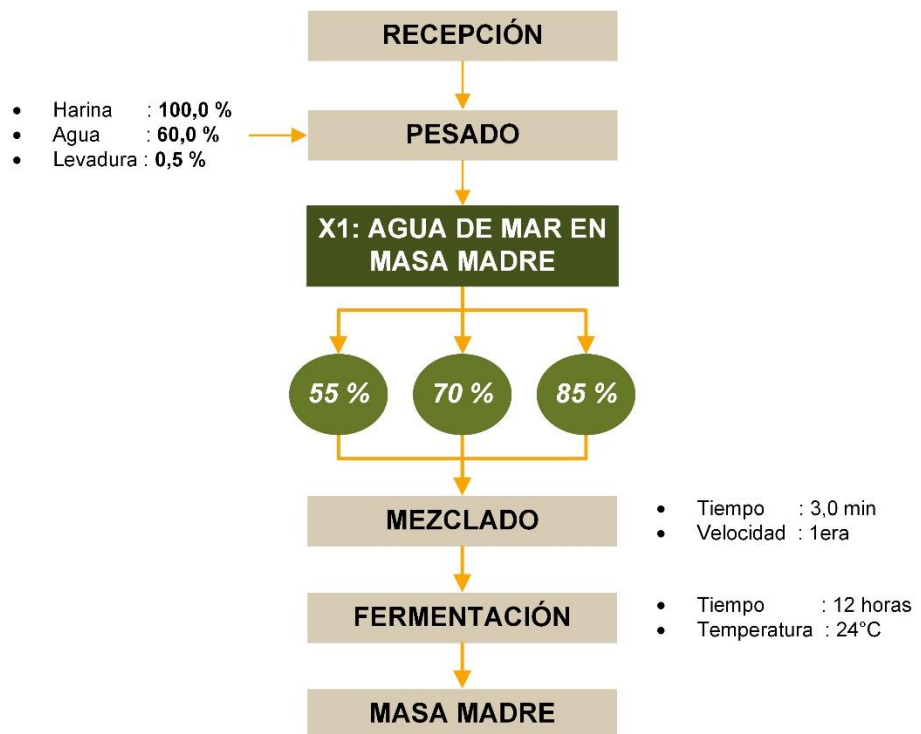 RECEPCIÓN
• Harina : 100,0 %
• Agua : 60,0 %
• Levadura : 0,5 %
PESADO
X1: AGUA DE MAR EN
MASA MADRE
55 %
70 %
85 %
MEZCLADO
• Tiempo : 3,0 min
• Velocidad : 1era
FERMENTACIÓN
• Tiempo : 12 horas
• Temperatura : 24°C
MASA MADRE